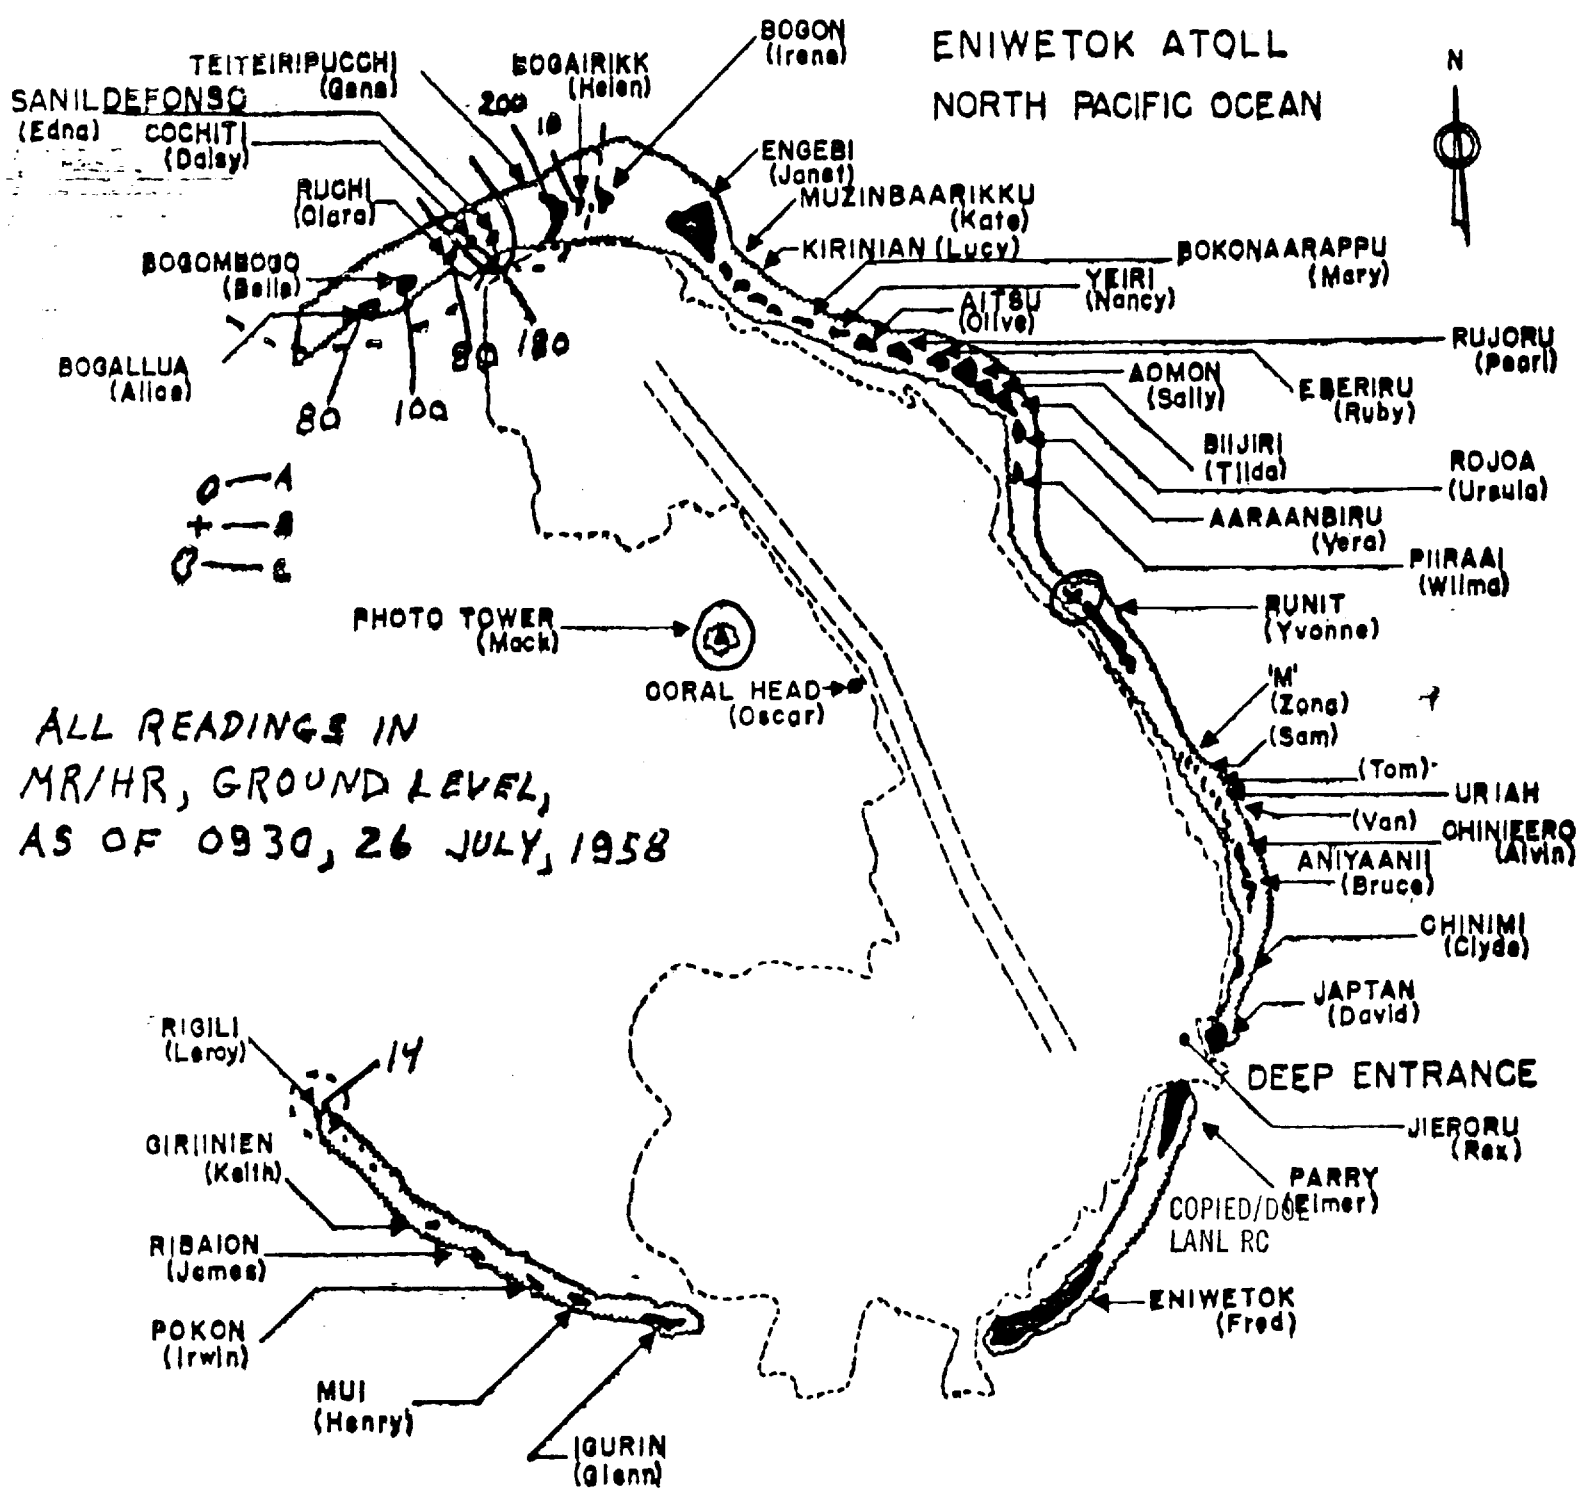 ENIWETOK ATOLL
NORTH PACIFIC OCEAN
N
BOGON
(Irene)
BOGAIRIKK
(Helen)
TEITEIRIPUCCHI
(Gene)
SANILDEFONSO
(Edna)
COCHITI
(Daisy)
RUCHI
(Clara)
BOGOMBOGO
(Belle)
BOGALLUA
(Alice)
200
10
80
100
80
180
ENGEBI
(Janet)
MUZINBAARIKKU
(Kate)
KIRINIAN (Lucy)
BOKONAARAPPU
(Mary)
YEIRI
(Nancy)
AITSU
(Olive)
RUJORU
(Pearl)
EBERIRU
(Ruby)
AOMON
(Sally)
BIIJIRI
(Tilda)
ROJOA
(Ursula)
AARAANBIRU
(Vera)
PIIRAAI
(Wilma)
RUNIT
(Yvonne)
'M'
(Zona)
(Sam)
(Tom)
URIAH
(Van)
CHINIEERO
(Alvin)
ANIYAANII
(Bruce)
CHINIMI
(Clyde)
JAPTAN
(David)
DEEP ENTRANCE
JIERORU
(Rex)
PARRY
(Elmer)
COPIED/DOE
LANL RC
ENIWETOK
(Fred)
A
B
C
PHOTO TOWER
(Mack)
CORAL HEAD
(Oscar)
ALL READINGS IN
MR/HR, GROUND LEVEL,
AS OF 0930, 26 JULY, 1958
RIGILI
(Leroy)
14
GIRIINIEN
(Keith)
RIBAION
(James)
POKON
(Irwin)
MUI
(Henry)
IGURIN
(Glenn)